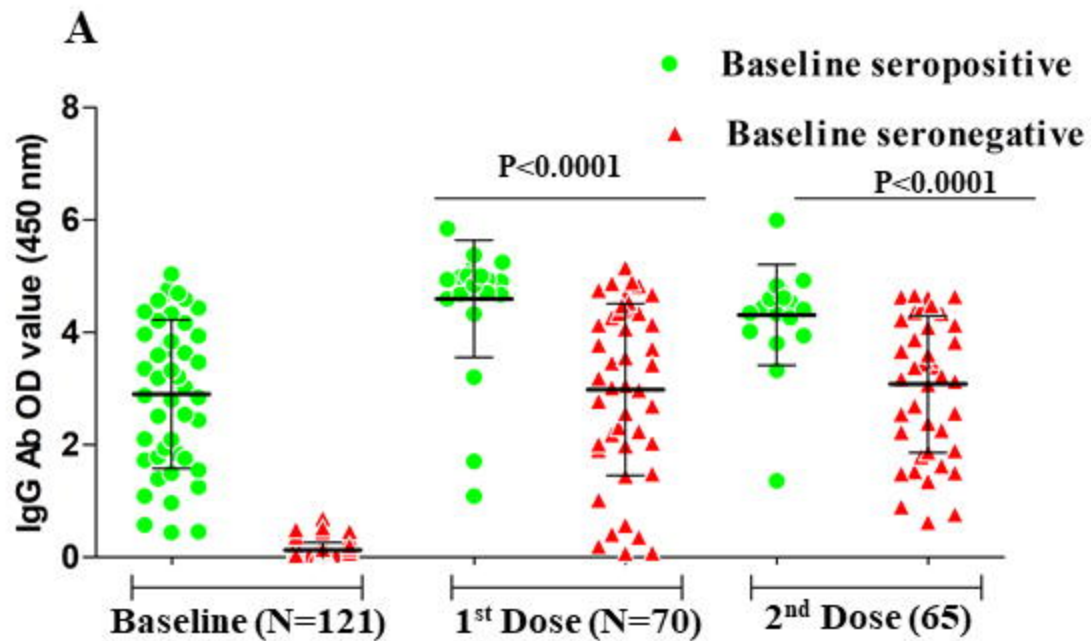 A
Baseline seropositive
Baseline seronegative
IgG Ab OD value (450 nm)
8
6
4
2
0
P<0.0001
P<0.0001
Baseline (N=121)
1st Dose (N=70)
2nd Dose (65)